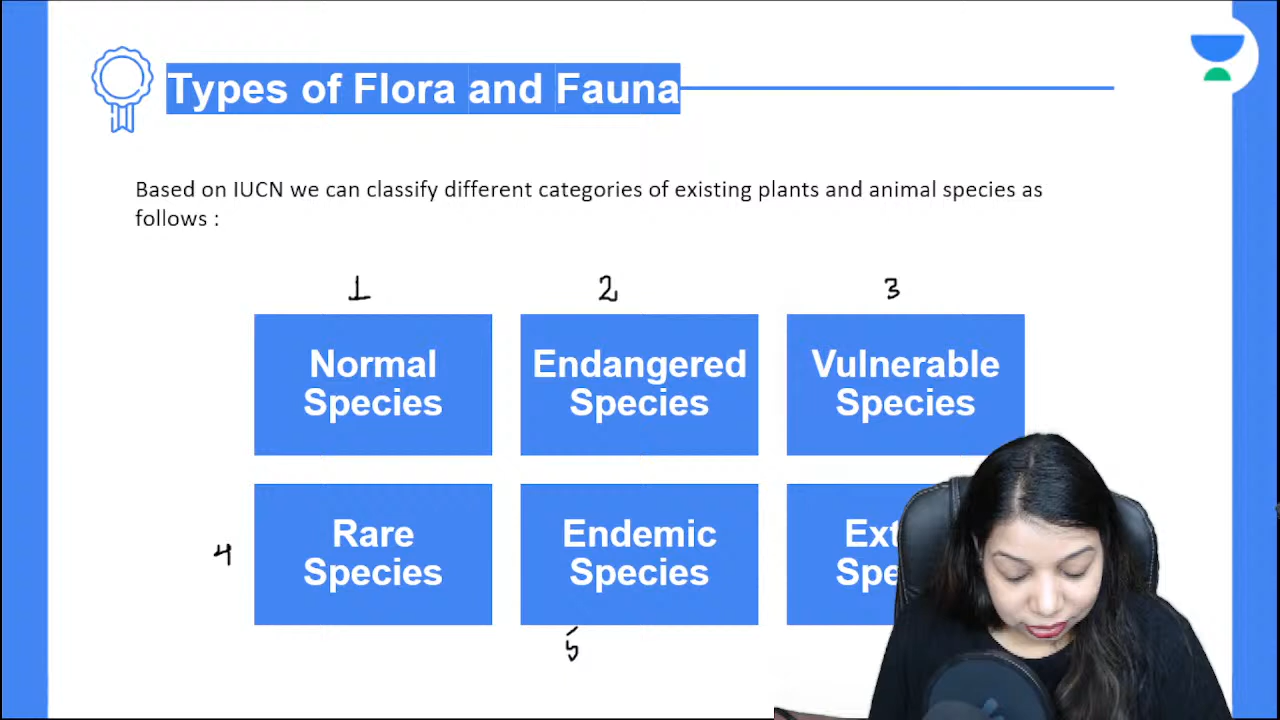 Types of Flora and Fauna
Based on IUCN we can classify different categories of existing plants and animal species as
follows :
1
2
3
Normal
Species
Endangered
Species
Vulnerable
Species
4
Rare
Species
Endemic
Species
5